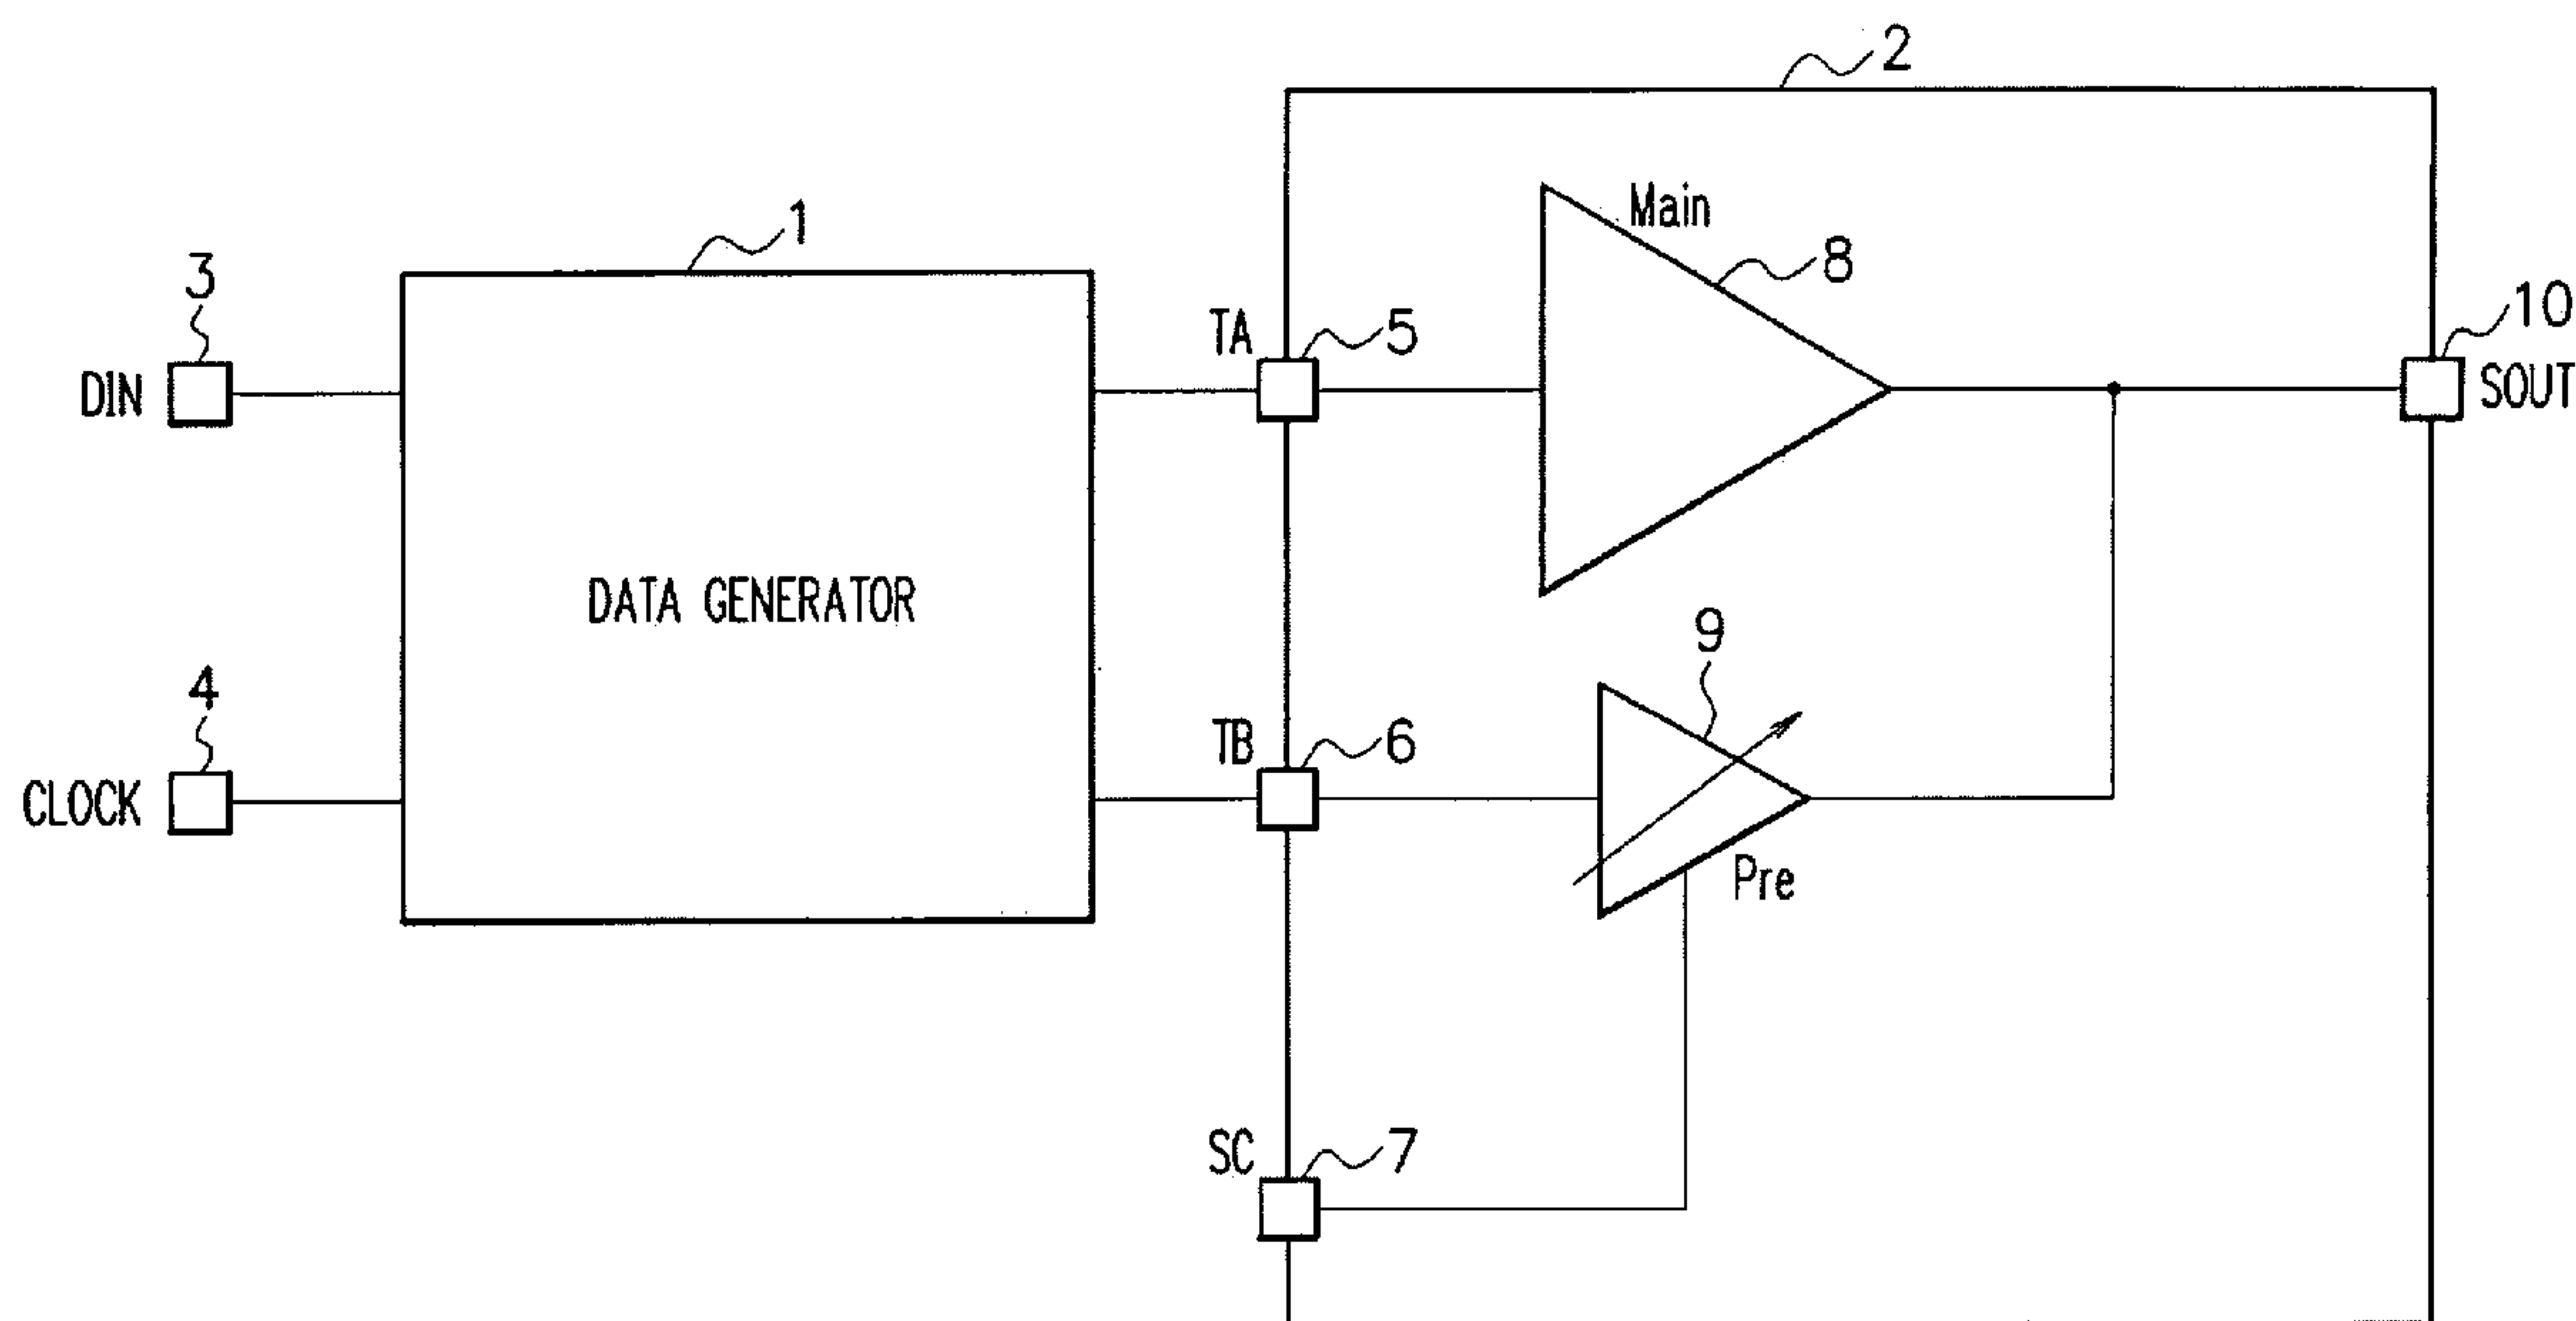 2
Main
1
8
3
10
TA
5
DIN
SOUT
DATA GENERATOR
9
4
TB
6
CLOCK
Pre
SC
7